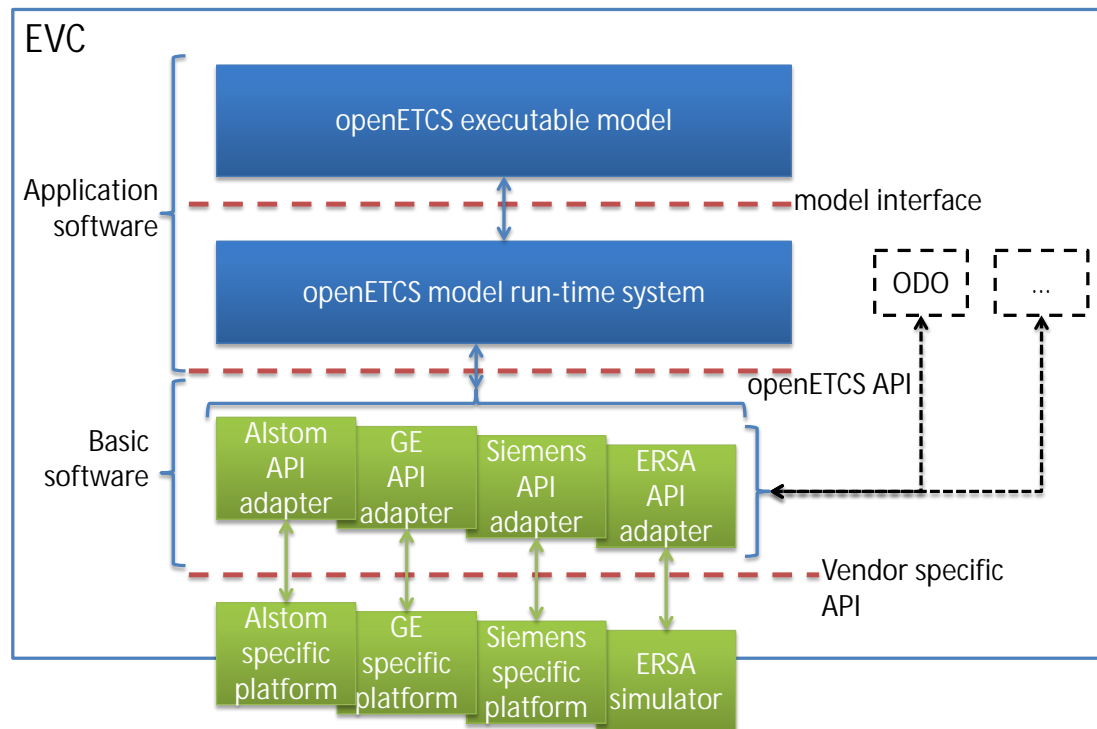 EVC
openETCS executable model
Application
software
model interface
openETCS model run-time system
ODO
...
openETCS API
Basic
software
Alstom
API
adapter
GE
API
adapter
Siemens
API
adapter
ERSA
API
adapter
Vendor specific
API
Alstom
specific
platform
GE
specific
platform
Siemens
specific
platform
ERSA
simulator